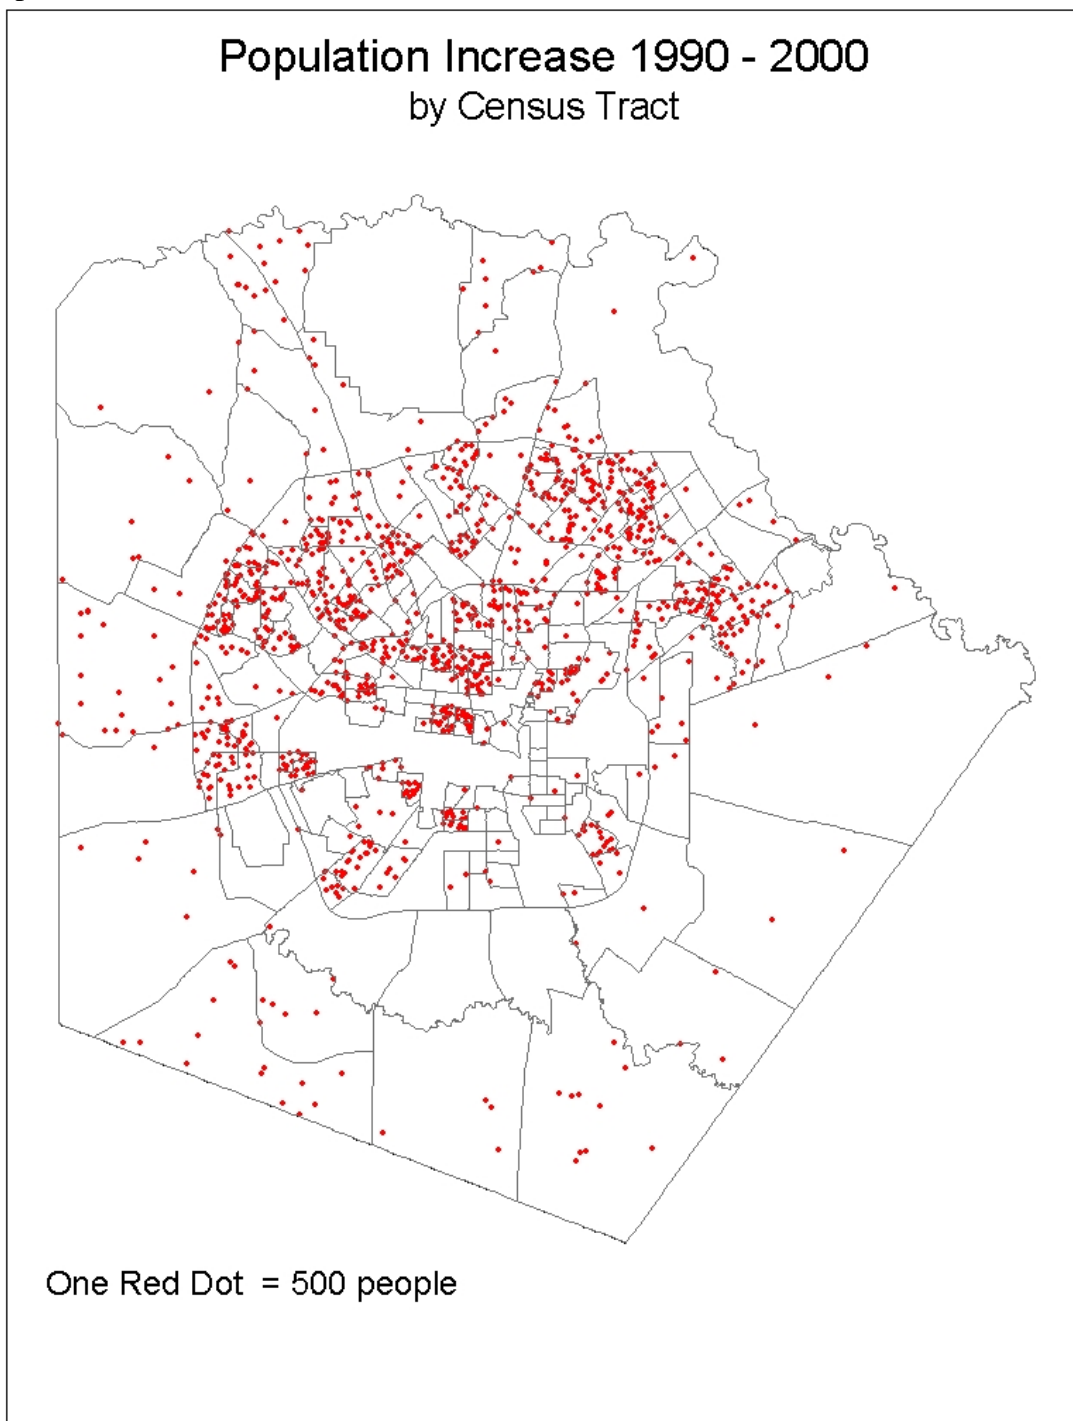 Population Increase 1990 - 2000
by Census Tract
One Red Dot = 500 people